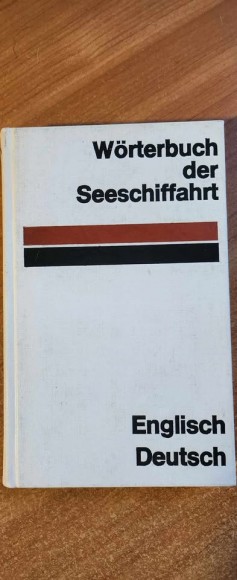 Wörterbuch
der
Seeschiffahrt
Englisch
Deutsch